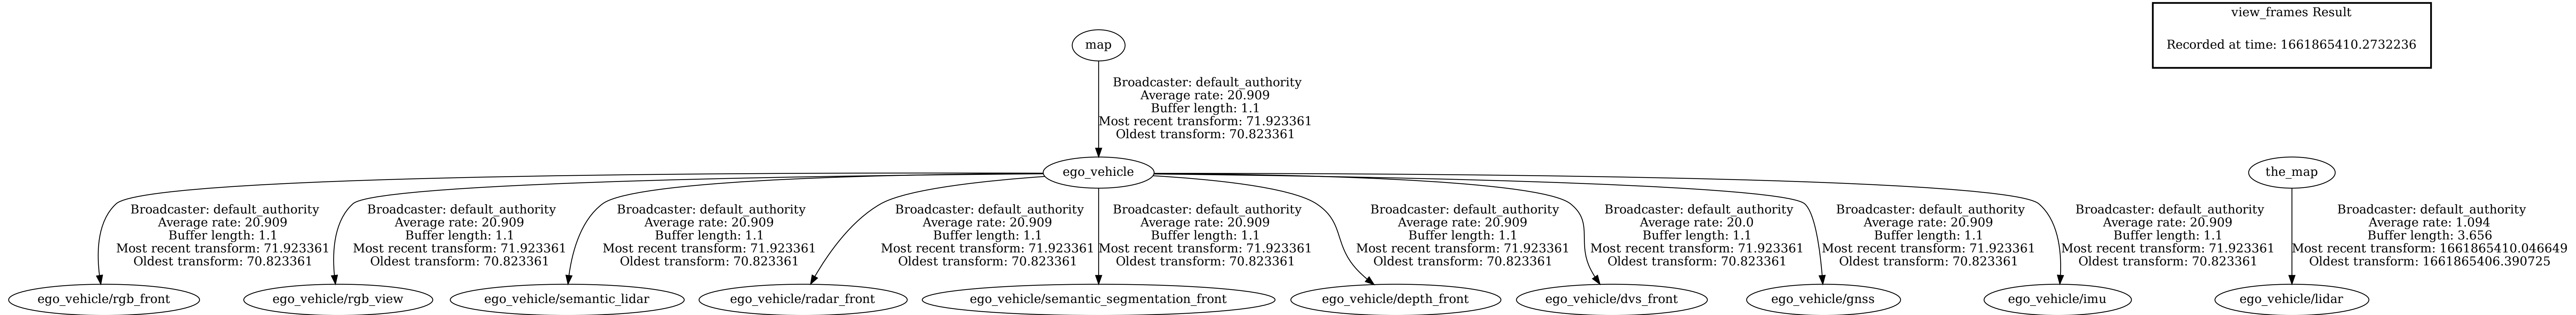 view_frames Result
Recorded at time: 1661865410.2732236
map
Broadcaster: default_authority
Average rate: 20.909
Buffer length: 1.1
Most recent transform: 71.923361
Oldest transform: 70.823361
ego_vehicle
the_map
Broadcaster: default_authority
Average rate: 20.909
Buffer length: 1.1
Most recent transform: 71.923361
Oldest transform: 70.823361
Broadcaster: default_authority
Average rate: 20.909
Buffer length: 1.1
Most recent transform: 71.923361
Oldest transform: 70.823361
Broadcaster: default_authority
Average rate: 20.909
Buffer length: 1.1
Most recent transform: 71.923361
Oldest transform: 70.823361
Broadcaster: default_authority
Average rate: 20.909
Buffer length: 1.1
Most recent transform: 71.923361
Oldest transform: 70.823361
Broadcaster: default_authority
Average rate: 20.909
Buffer length: 1.1
Most recent transform: 71.923361
Oldest transform: 70.823361
Broadcaster: default_authority
Average rate: 20.909
Buffer length: 1.1
Most recent transform: 71.923361
Oldest transform: 70.823361
Broadcaster: default_authority
Average rate: 20.0
Buffer length: 1.1
Most recent transform: 71.923361
Oldest transform: 70.823361
Broadcaster: default_authority
Average rate: 20.909
Buffer length: 1.1
Most recent transform: 71.923361
Oldest transform: 70.823361
Broadcaster: default_authority
Average rate: 20.909
Buffer length: 1.1
Most recent transform: 71.923361
Oldest transform: 70.823361
Broadcaster: default_authority
Average rate: 1.094
Buffer length: 3.656
Most recent transform: 1661865410.046649
Oldest transform: 1661865406.390725
ego_vehicle/rgb_front
ego_vehicle/rgb_view
ego_vehicle/semantic_lidar
ego_vehicle/radar_front
ego_vehicle/semantic_segmentation_front
ego_vehicle/depth_front
ego_vehicle/dvs_front
ego_vehicle/gnss
ego_vehicle/imu
ego_vehicle/lidar